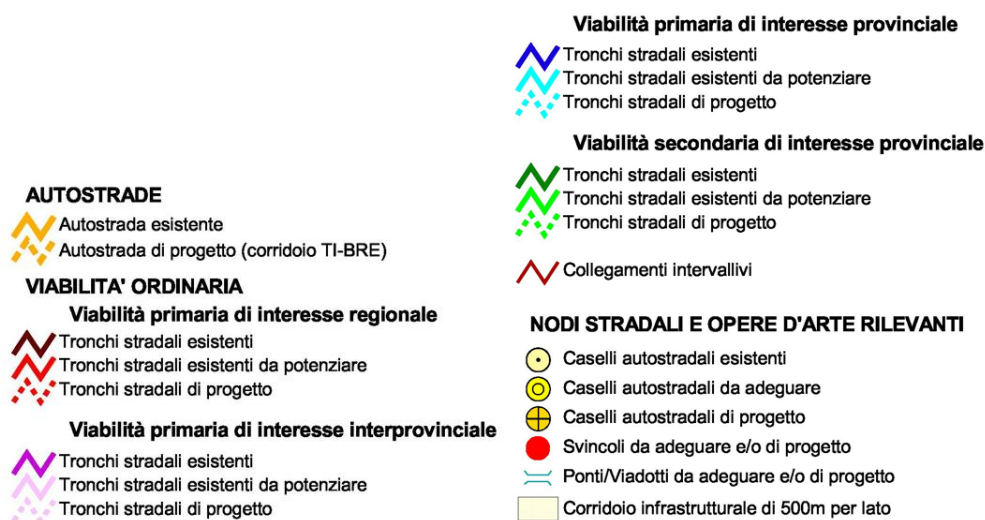 AUTOSTRADE
Autostrada esistente
Autostrada di progetto (corridoio TI-BRE)
VIABILITA' ORDINARIA
Viabilità primaria di interesse regionale
Tronchi stradali esistenti
Tronchi stradali esistenti da potenziare
Tronchi stradali di progetto
Viabilità primaria di interesse interprovinciale
Tronchi stradali esistenti
Tronchi stradali esistenti da potenziare
Tronchi stradali di progetto
Viabilità primaria di interesse provinciale
Tronchi stradali esistenti
Tronchi stradali esistenti da potenziare
Tronchi stradali di progetto
Viabilità secondaria di interesse provinciale
Tronchi stradali esistenti
Tronchi stradali esistenti da potenziare
Tronchi stradali di progetto
Collegamenti intervallivi
NODI STRADALI E OPERE D'ARTE RILEVANTI
Caselli autostradali esistenti
Caselli autostradali da adeguare
Caselli autostradali di progetto
Svincoli da adeguare e/o di progetto
Ponti/Viadotti da adeguare e/o di progetto
Corridoio infrastrutturale di 500m per lato